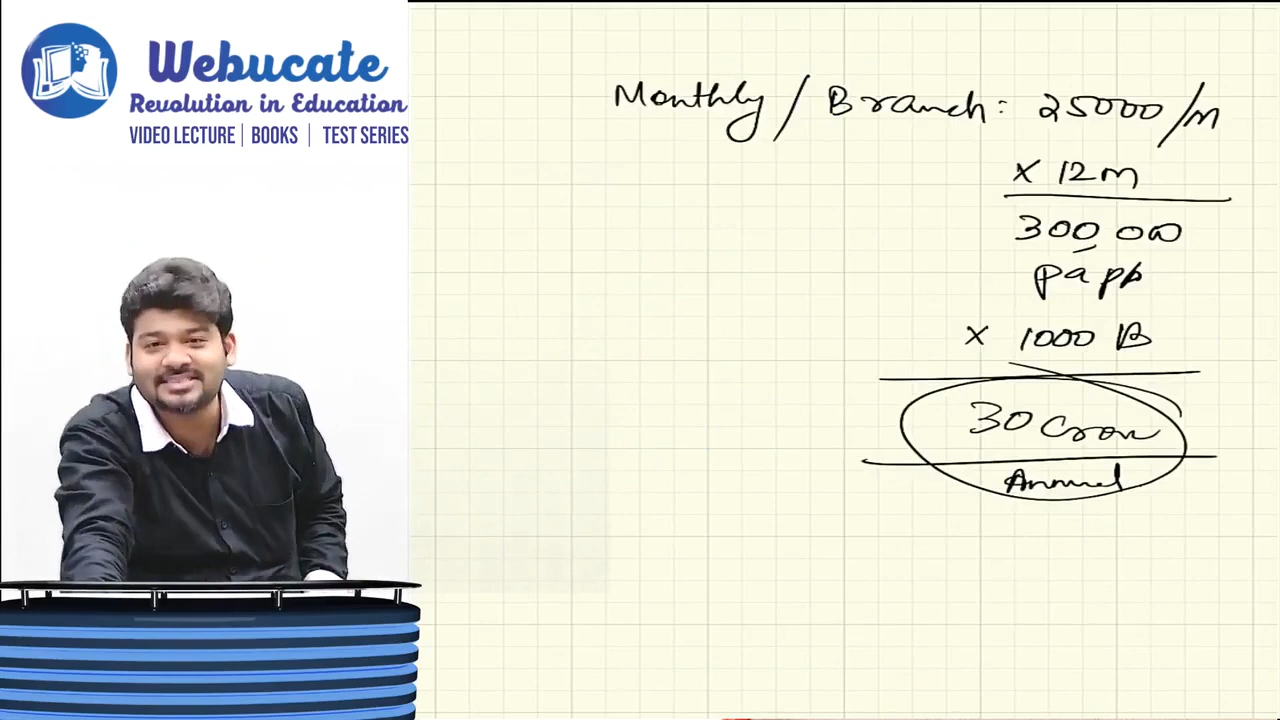 Webucate
Revolution in Education
VIDEO LECTURE | BOOKS | TEST SERIES
Monthly / Branch : 25000/m
x 12m
300,000
x 1000 B
30 Crore
Annual